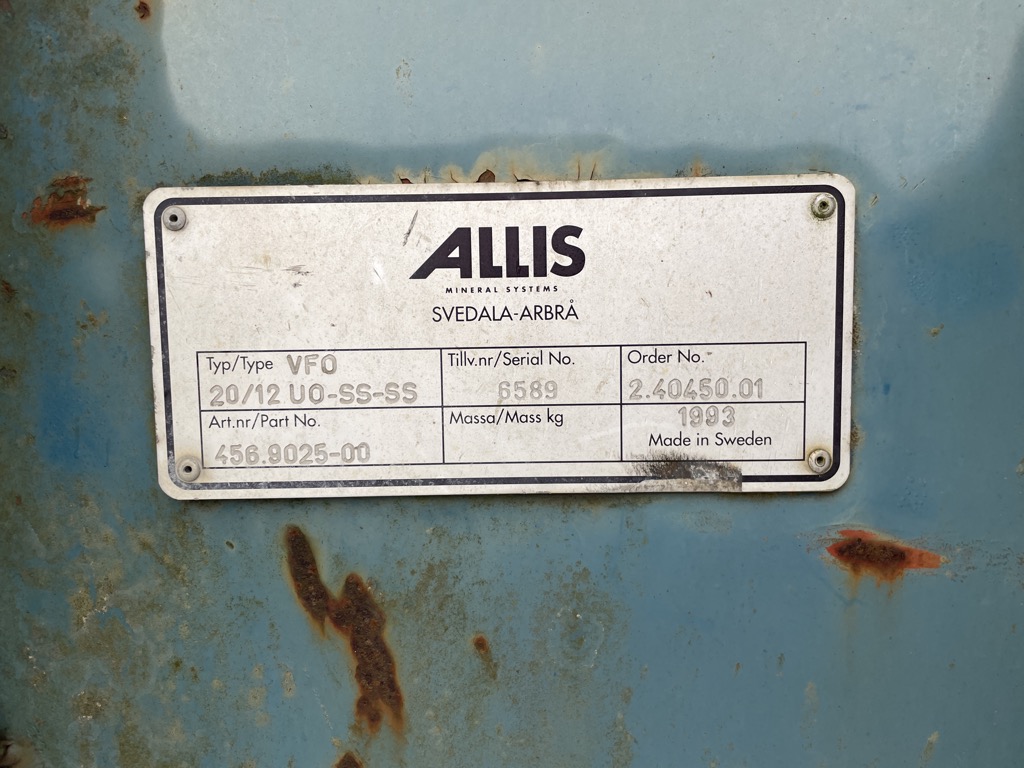 ALLIS
MINERAL SYSTEMS
SVEDALA-ARBRÅ
Typ/Type VFO
20/12 UO-SS-SS
Tillv.nr/Serial No.
6589
Order No.
2.40450.01
Art.nr/Part No.
456.9025-00
Massa/Mass kg
1993
Made in Sweden